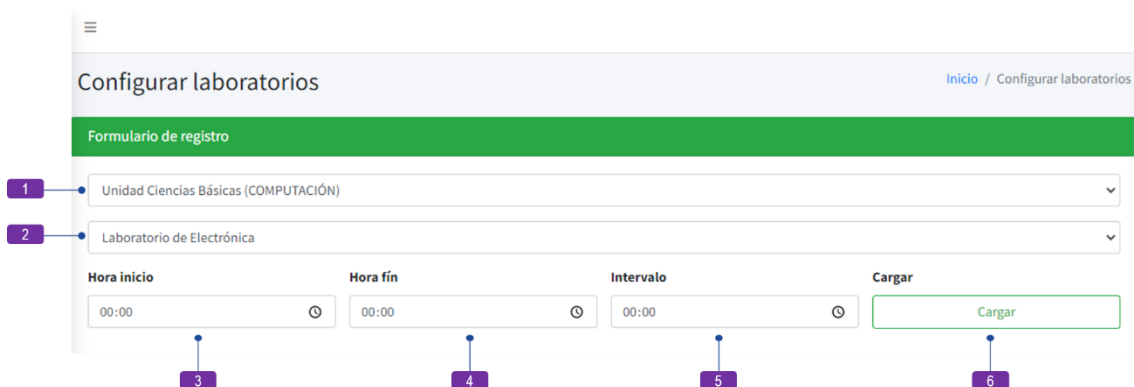 Configurar laboratorios
Inicio / Configurar laboratorios
Formulario de registro
1
Unidad Ciencias Básicas (COMPUTACIÓN)
2
Laboratorio de Electrónica
Hora inicio Hora fín Intervalo Cargar
00:00 00:00 00:00 Cargar
3 4 5 6